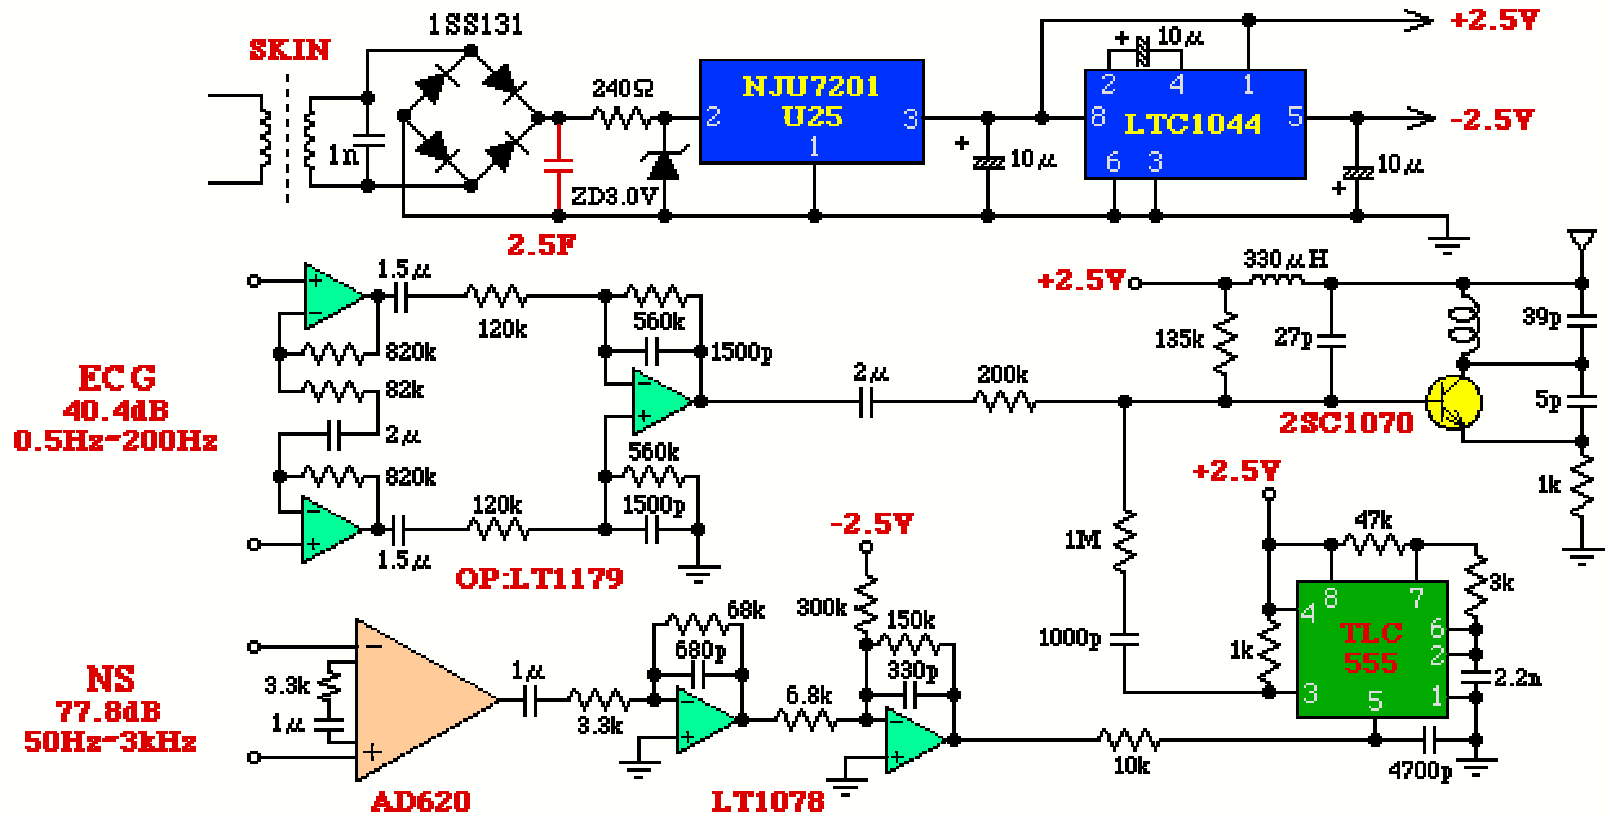 SKIN
1SS131
1n
2.5F
240Ω
ZD3.0V
NJU7201
U25
2
3
1
10μ
10μ
2
4
1
8
LTC1044
5
6
3
10μ
+2.5V
-2.5V
ECG
40.4dB
0.5Hz-200Hz
1.5μ
120k
820k
82k
2μ
820k
1.5μ
120k
560k
1500p
560k
1500p
OP:LT1179
2μ
200k
+2.5V
330μH
135k
27p
39p
5p
2SC1070
1k
NS
77.8dB
50Hz-3kHz
3.3k
1μ
AD620
1μ
3.3k
68k
680p
6.8k
-2.5V
300k
150k
330p
LT1078
10k
1M
1000p
+2.5V
47k
3k
1k
8
7
4
TLC
555
6
2
3
5
1
2.2n
4700p